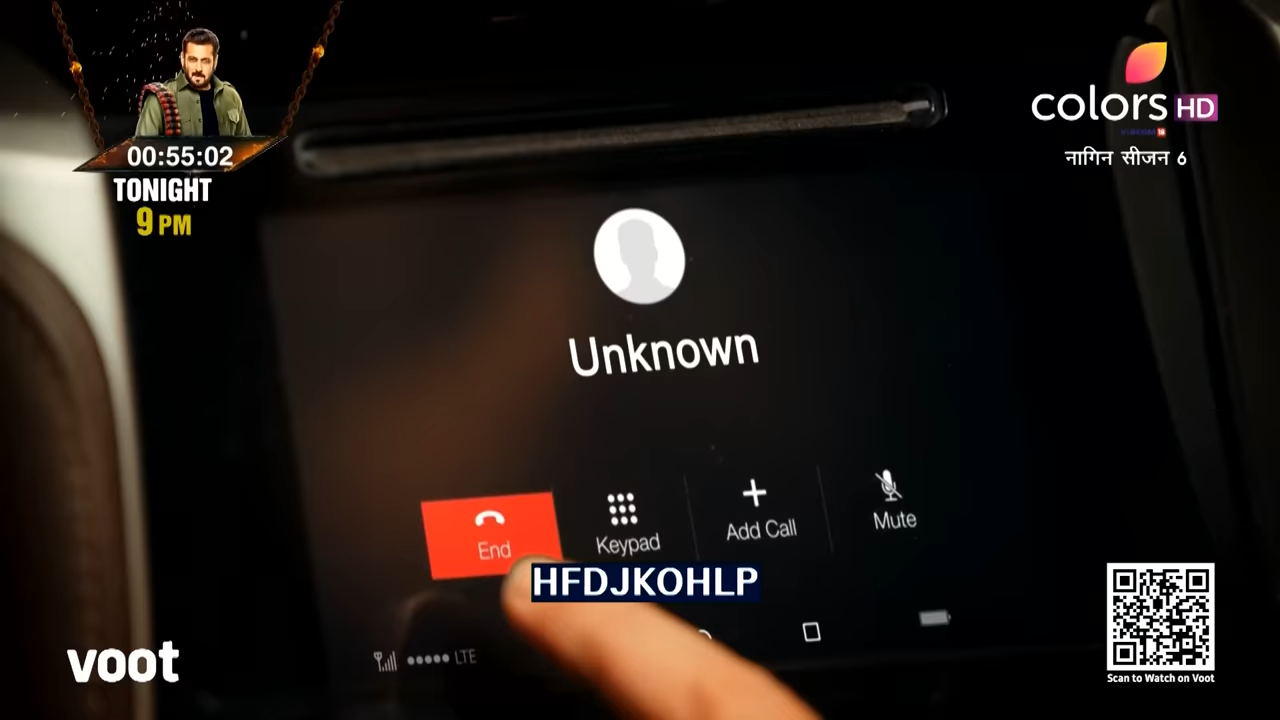 00:55:02
TONIGHT
9 PM
colors HD
नागिन सीजन 6
Unknown
End
Keypad
Add Call
Mute
HFDJKOHLP
LTE
voot
Scan to Watch on Voot